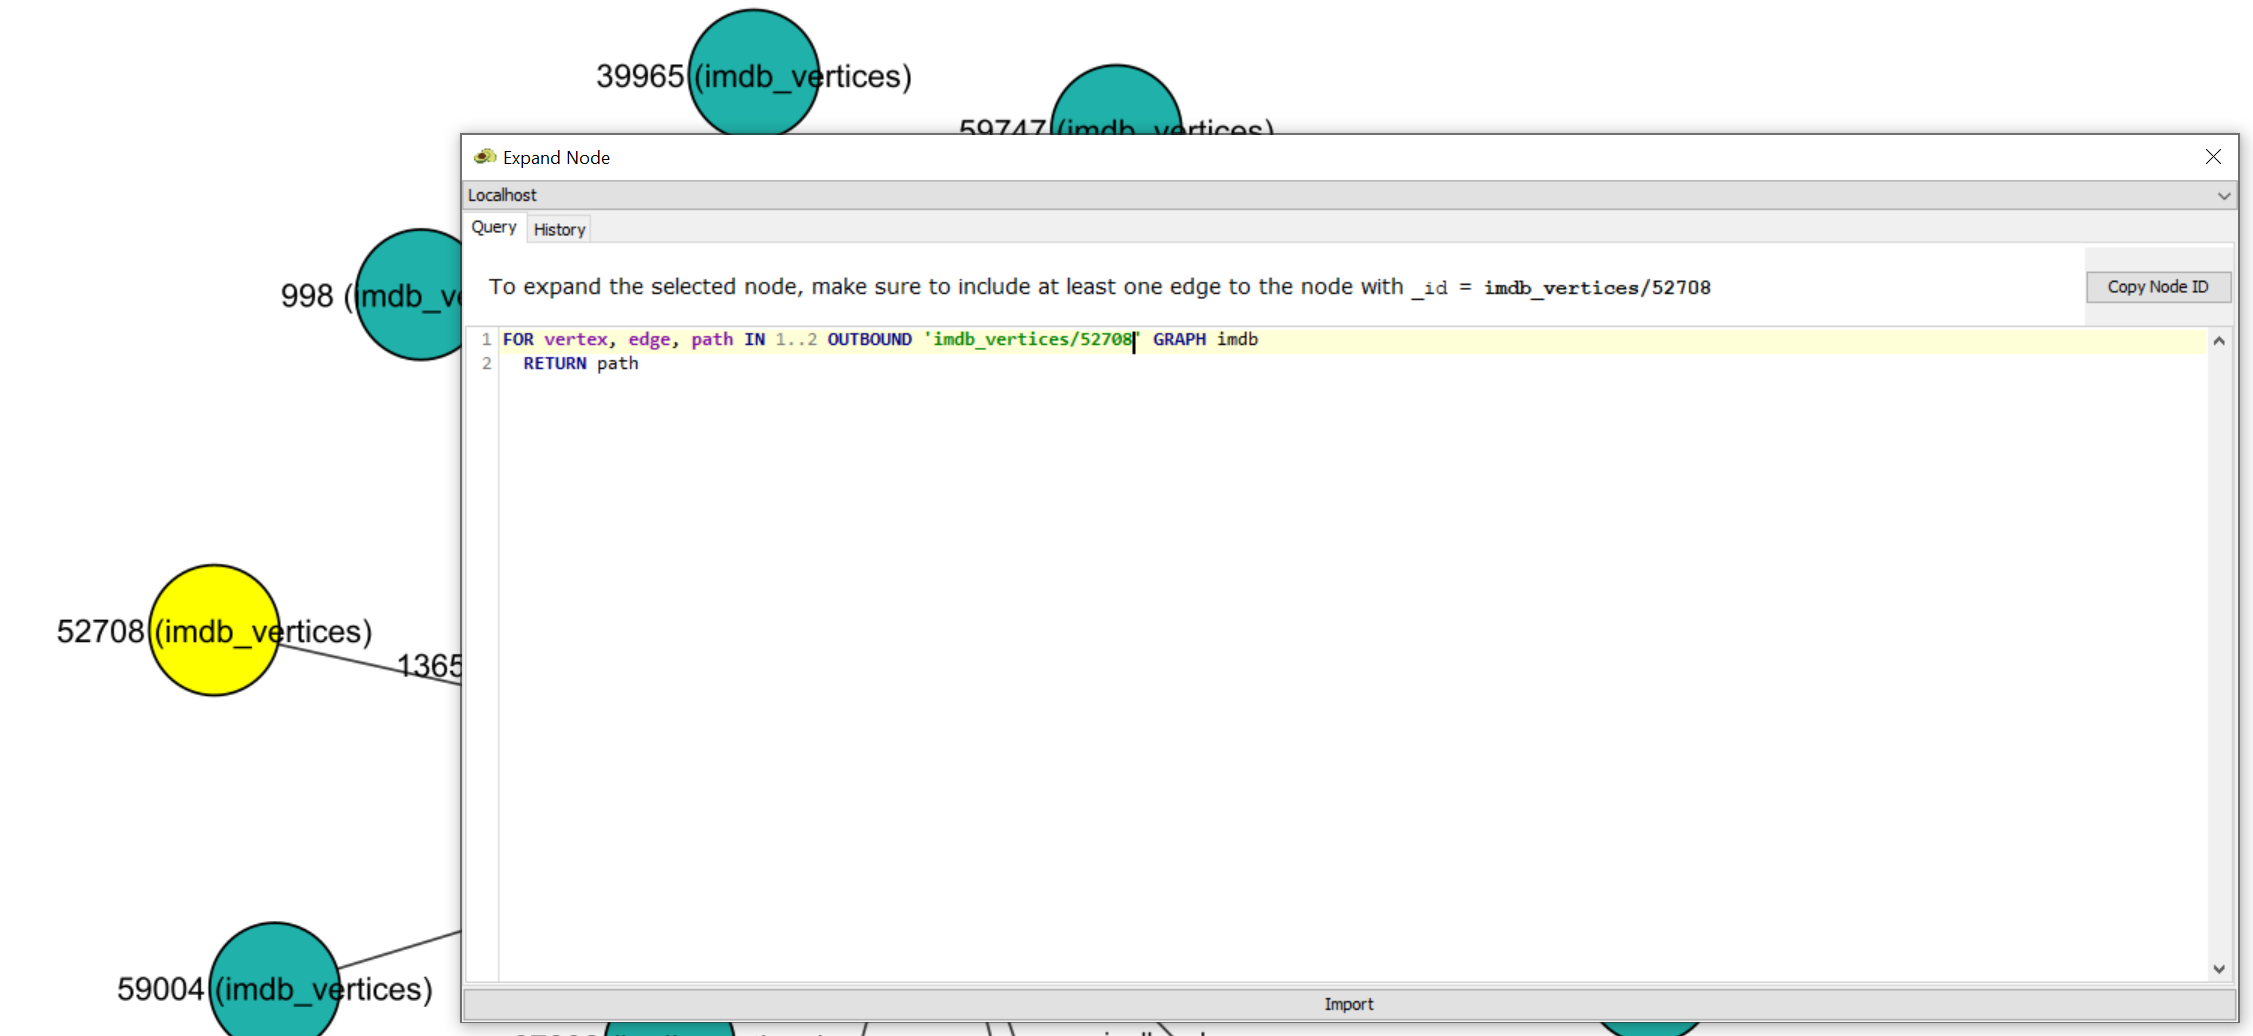 39965 (imdb_vertices)
59747 (imdb_vertices)
Expand Node
Localhost
Query History
998 (imdb_ve
To expand the selected node, make sure to include at least one edge to the node with _id = imdb_vertices/52708
Copy Node ID
1 FOR vertex, edge, path IN 1..2 OUTBOUND 'imdb_vertices/52708' GRAPH imdb
2 RETURN path
52708 (imdb_vertices)
1365
59004 (imdb_vertices)
Import